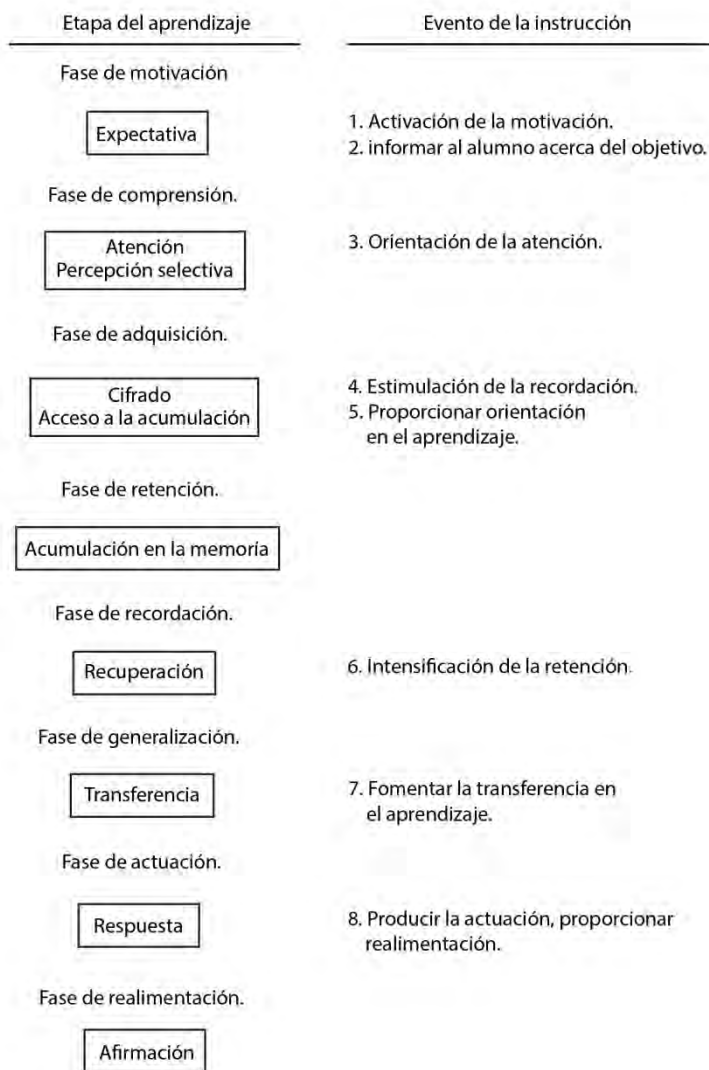 Etapa del aprendizaje
Evento de la instrucción
Fase de motivación
Expectativa
1. Activación de la motivación.
2. informar al alumno acerca del objetivo.
Fase de comprensión.
Atención
Percepción selectiva
3. Orientación de la atención.
Fase de adquisición.
Cifrado
Acceso a la acumulación
4. Estimulación de la recordación.
5. Proporcionar orientación
en el aprendizaje.
Fase de retención.
Acumulación en la memoría
Fase de recordación.
Recuperación
6. Intensificación de la retención.
Fase de generalización.
Transferencia
7. Fomentar la transferencia en
el aprendizaje.
Fase de actuación.
Respuesta
8. Producir la actuación, proporcionar
realimentación.
Fase de realimentación.
Afirmación